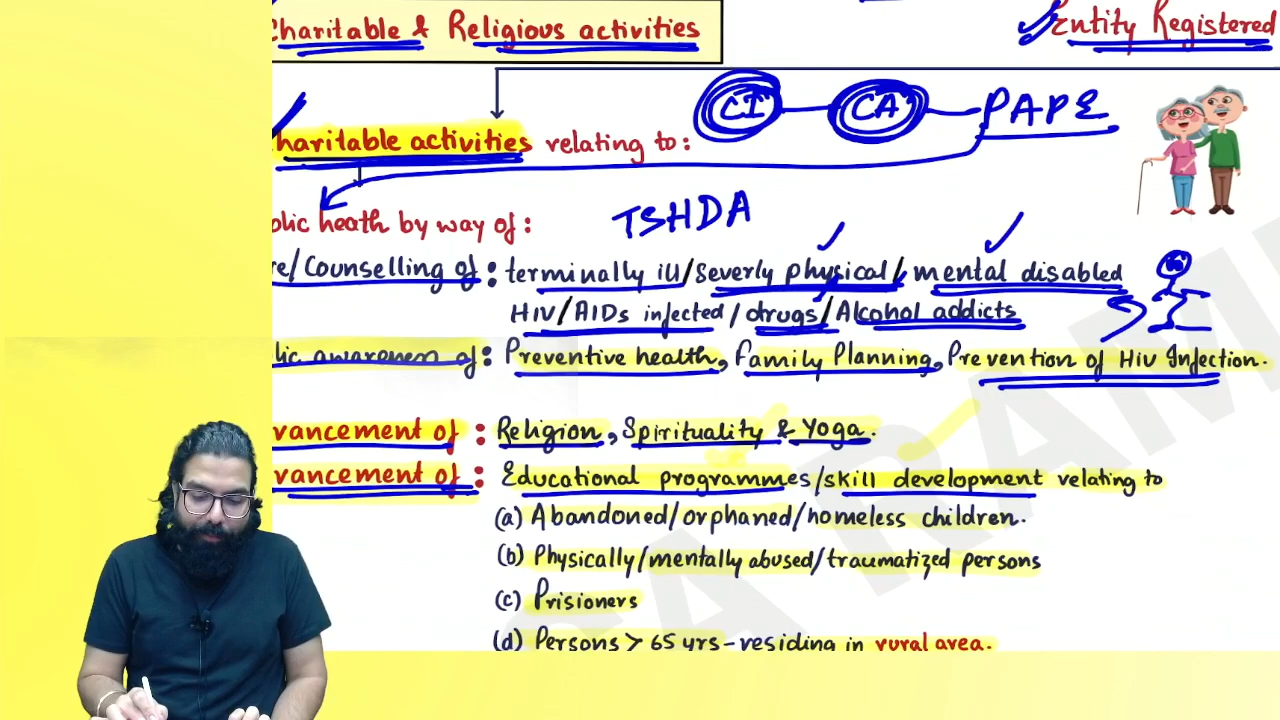 haritable & Religious activities
Entity Registered
CI CA PAPE
haritable activities relating to:
blic heath by way of:
TSHDA
re/Counselling of: terminally ill/severly physical/mental disabled
HIV/AIDs infected/drugs/Alcohol addicts
lic awareness of: Preventive health, Family Planning, Prevention of HIV Infection.
vancement of: Religion, Spirituality & Yoga.
vancement of: Educational programmes/skill development relating to
(a) Abandoned/orphaned/homeless children.
(b) Physically/mentally abused/traumatized persons
(c) Prisioners
(d) Persons > 65 yrs-residing in rural area.